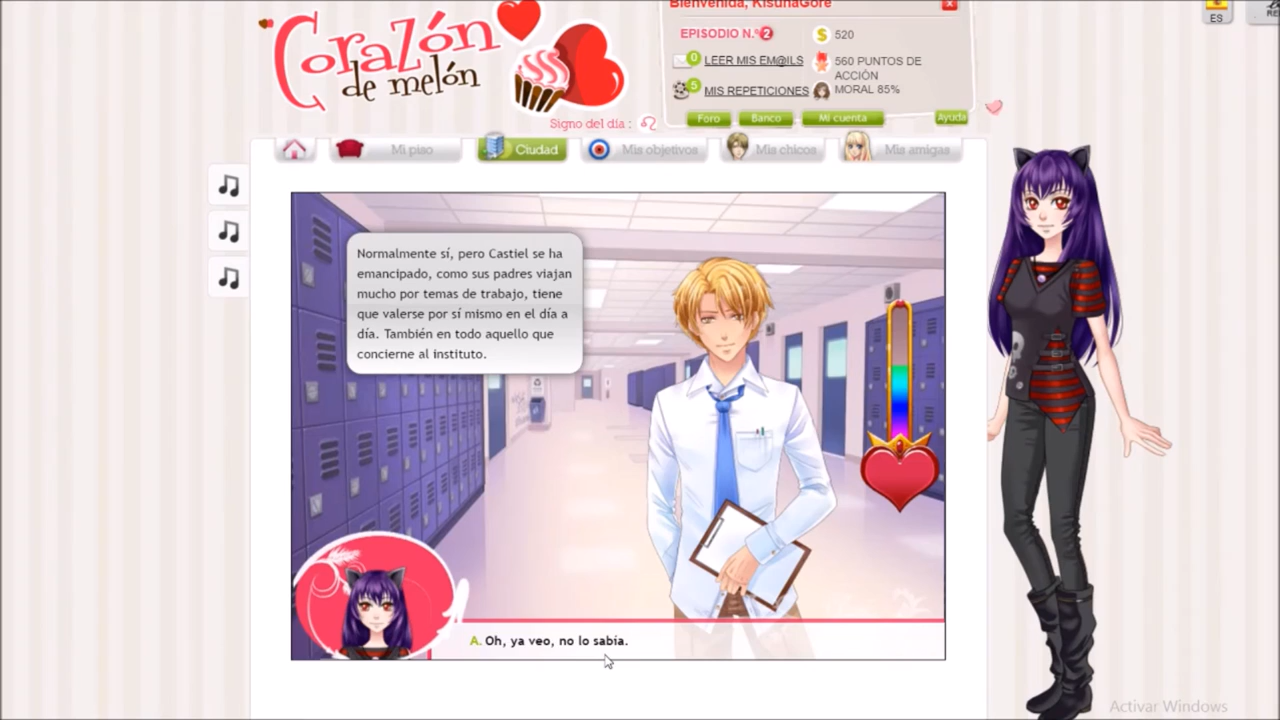 Corazón
de melón
Bienvenida, KisunaGore
EPISODIO N.º 2
520
0 LEER MIS EM@ILS
560 PUNTOS DE
ACCIÓN
5 MIS REPETICIONES
MORAL 85%
Foro
Banco
Mi cuenta
Ayuda
ES
Signo del día :
Mi piso
Ciudad
Mis objetivos
Mis chicos
Mis amigas
Normalmente sí, pero Castiel se ha
emancipado, como sus padres viajan
mucho por temas de trabajo, tiene
que valerse por sí mismo en el día a
día. También en todo aquello que
concierne al instituto.
A. Oh, ya veo, no lo sabía.
Activar Windows